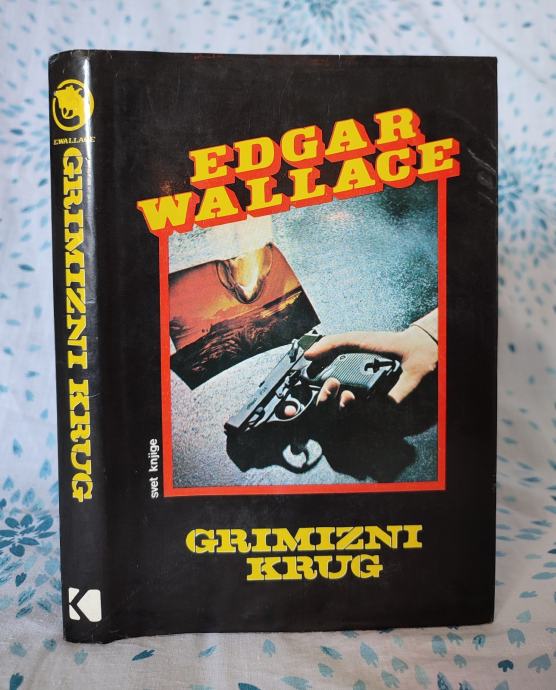 E.WALLACE
GRIMIZNI KRUG
EDGAR
WALLACE
svet knjige
GRIMIZNI
KRUG